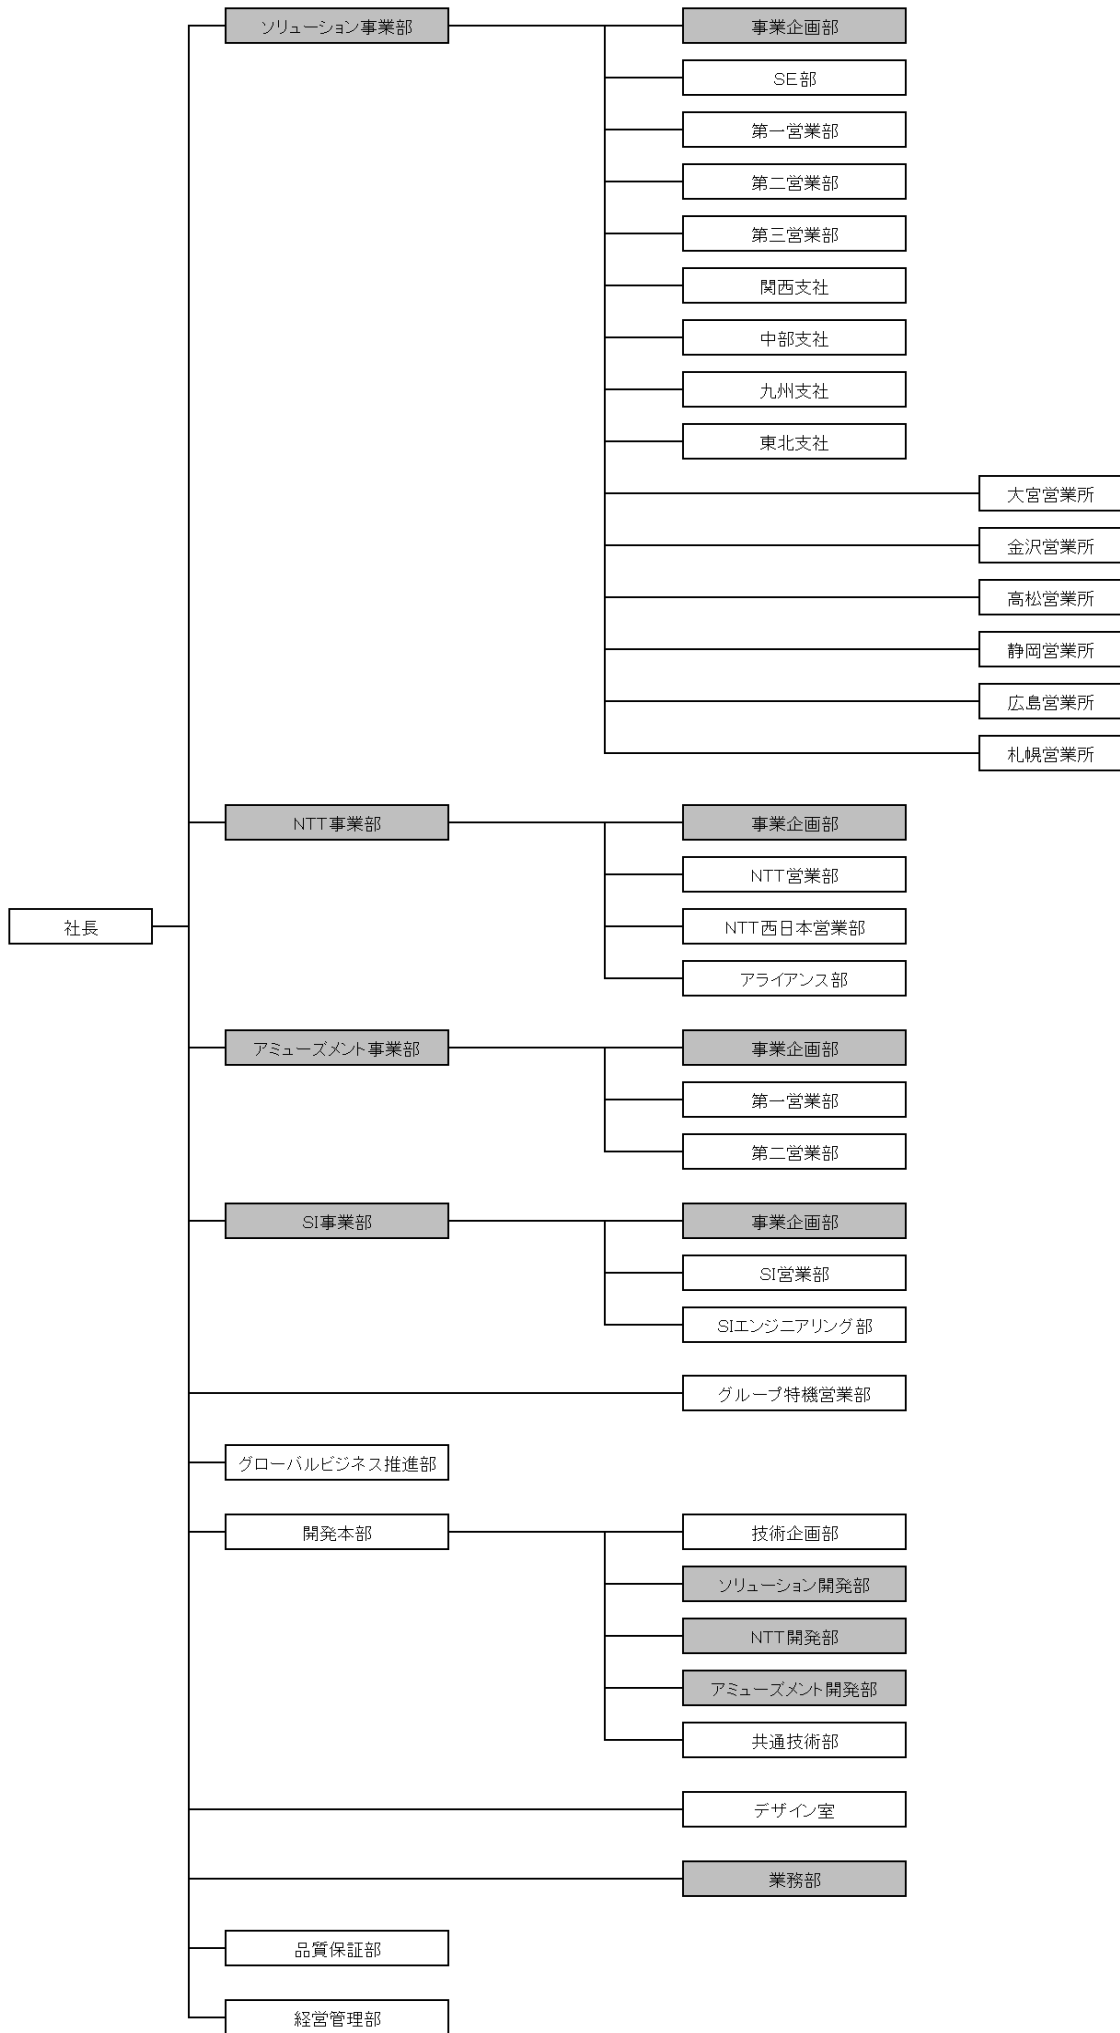 ソリューション事業部
事業企画部
SE部
第一営業部
第二営業部
第三営業部
関西支社
中部支社
九州支社
東北支社
大宮営業所
金沢営業所
高松営業所
静岡営業所
広島営業所
札幌営業所
NTT事業部
事業企画部
NTT営業部
社長
NTT西日本営業部
アライアンス部
アミューズメント事業部
事業企画部
第一営業部
第二営業部
SI事業部
事業企画部
SI営業部
SIエンジニアリング部
グループ特機営業部
グローバルビジネス推進部
開発本部
技術企画部
ソリューション開発部
NTT開発部
アミューズメント開発部
共通技術部
デザイン室
業務部
品質保証部
経営管理部